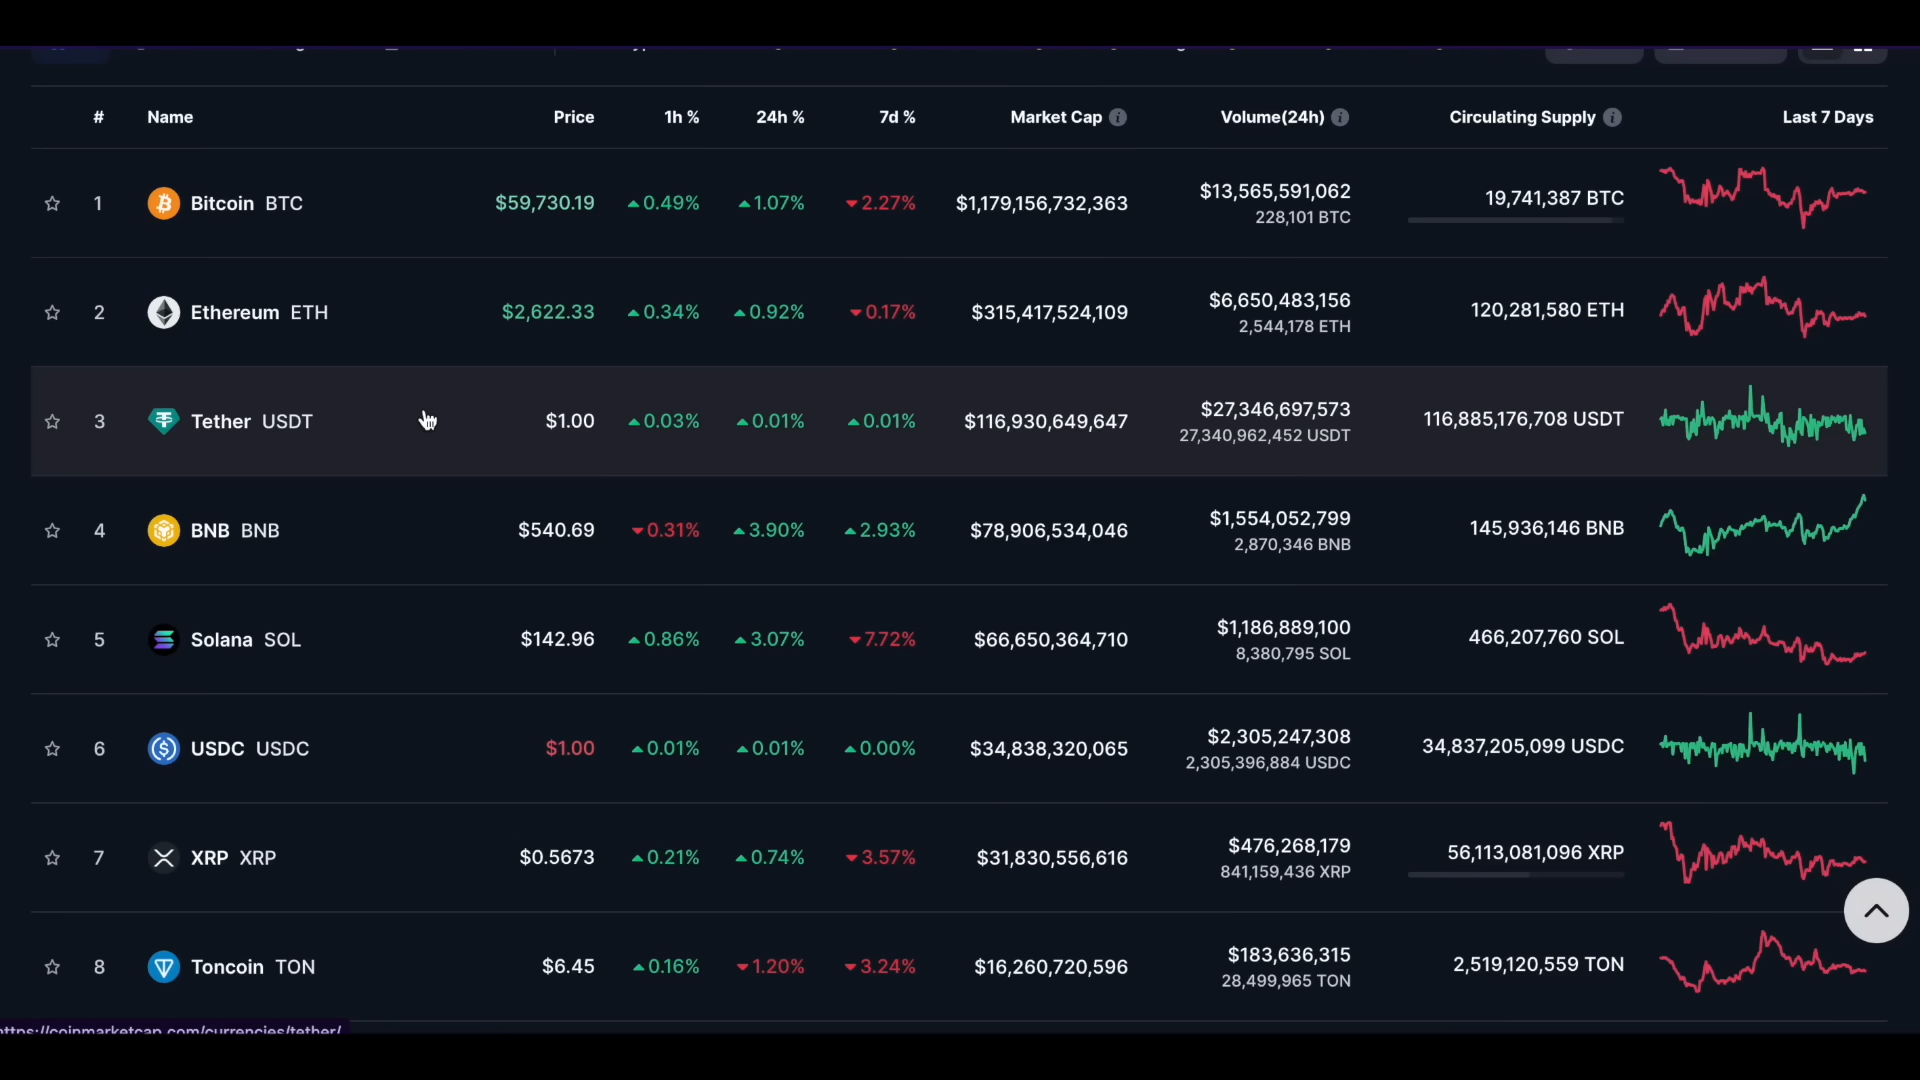 # Name Price 1h % 24h % 7d % Market Cap Volume(24h) Circulating Supply Last 7 Days
1 Bitcoin BTC $59,730.19 0.49% 1.07% 2.27% $1,179,156,732,363 $13,565,591,062 19,741,387 BTC
228,101 BTC
2 Ethereum ETH $2,622.33 0.34% 0.92% 0.17% $315,417,524,109 $6,650,483,156 120,281,580 ETH
2,544,178 ETH
3 Tether USDT $1.00 0.03% 0.01% 0.01% $116,930,649,647 $27,346,697,573 116,885,176,708 USDT
27,340,962,452 USDT
4 BNB BNB $540.69 0.31% 3.90% 2.93% $78,906,534,046 $1,554,052,799 145,936,146 BNB
2,870,346 BNB
5 Solana SOL $142.96 0.86% 3.07% 7.72% $66,650,364,710 $1,186,889,100 466,207,760 SOL
8,380,795 SOL
6 USDC USDC $1.00 0.01% 0.01% 0.00% $34,838,320,065 $2,305,247,308 34,837,205,099 USDC
2,305,396,884 USDC
7 XRP XRP $0.5673 0.21% 0.74% 3.57% $31,830,556,616 $476,268,179 56,113,081,096 XRP
841,159,436 XRP
8 Toncoin TON $6.45 0.16% 1.20% 3.24% $16,260,720,596 $183,636,315 2,519,120,559 TON
28,499,965 TON
https://coinmarketcap.com/currencies/tether/